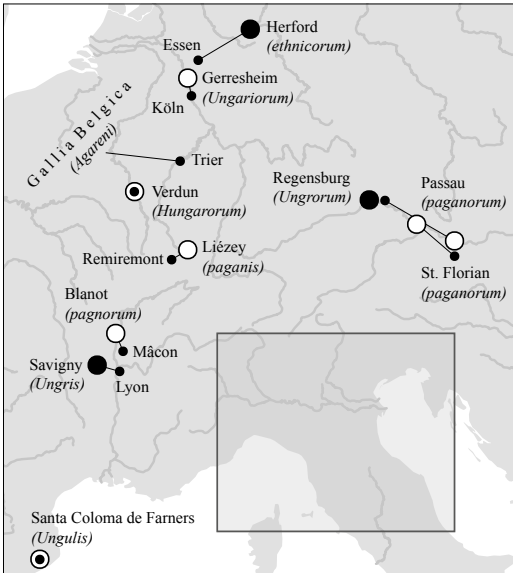 Herford
(ethnicorum)
Essen
Gerresheim
(Ungariorum)
Köln
Gallia Belgica
(Agareni)
Trier
Verdun
(Hungarorum)
Regensburg
(Ungrorum)
Passau
(paganorum)
Liézey
(paganis)
Remiremont
St. Florian
(paganorum)
Blanot
(pagnorum)
Mâcon
Savigny
(Ungris)
Lyon
Santa Coloma de Farners
(Ungulis)